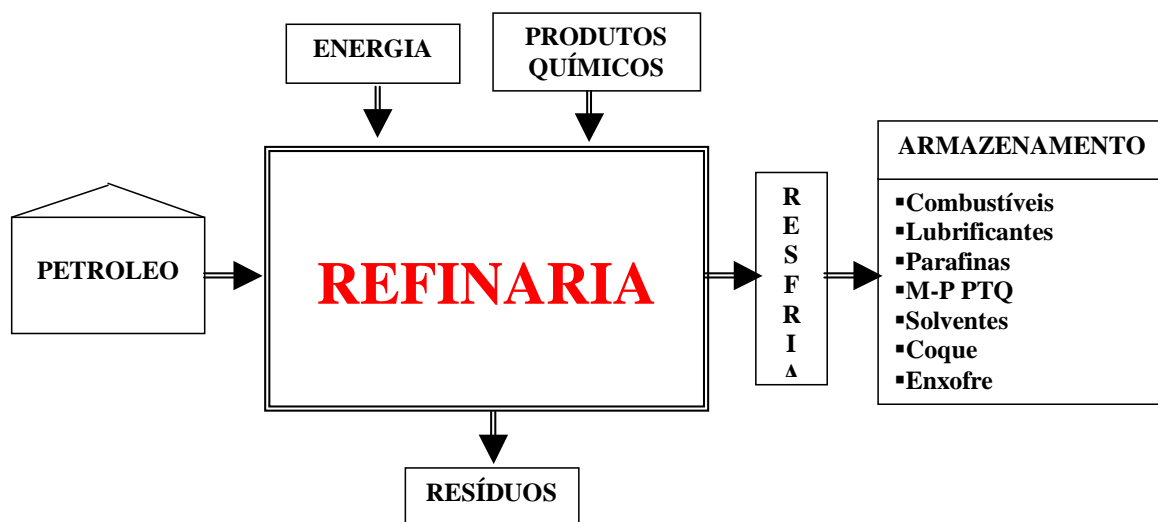 ENERGIA
PRODUTOS
QUÍMICOS
PETROLEO
REFINARIA
R
E
S
F
R
I
A
ARMAZENAMENTO
▪Combustíveis
▪Lubrificantes
▪Parafinas
▪M-P PTQ
▪Solventes
▪Coque
▪Enxofre
RESÍDUOS